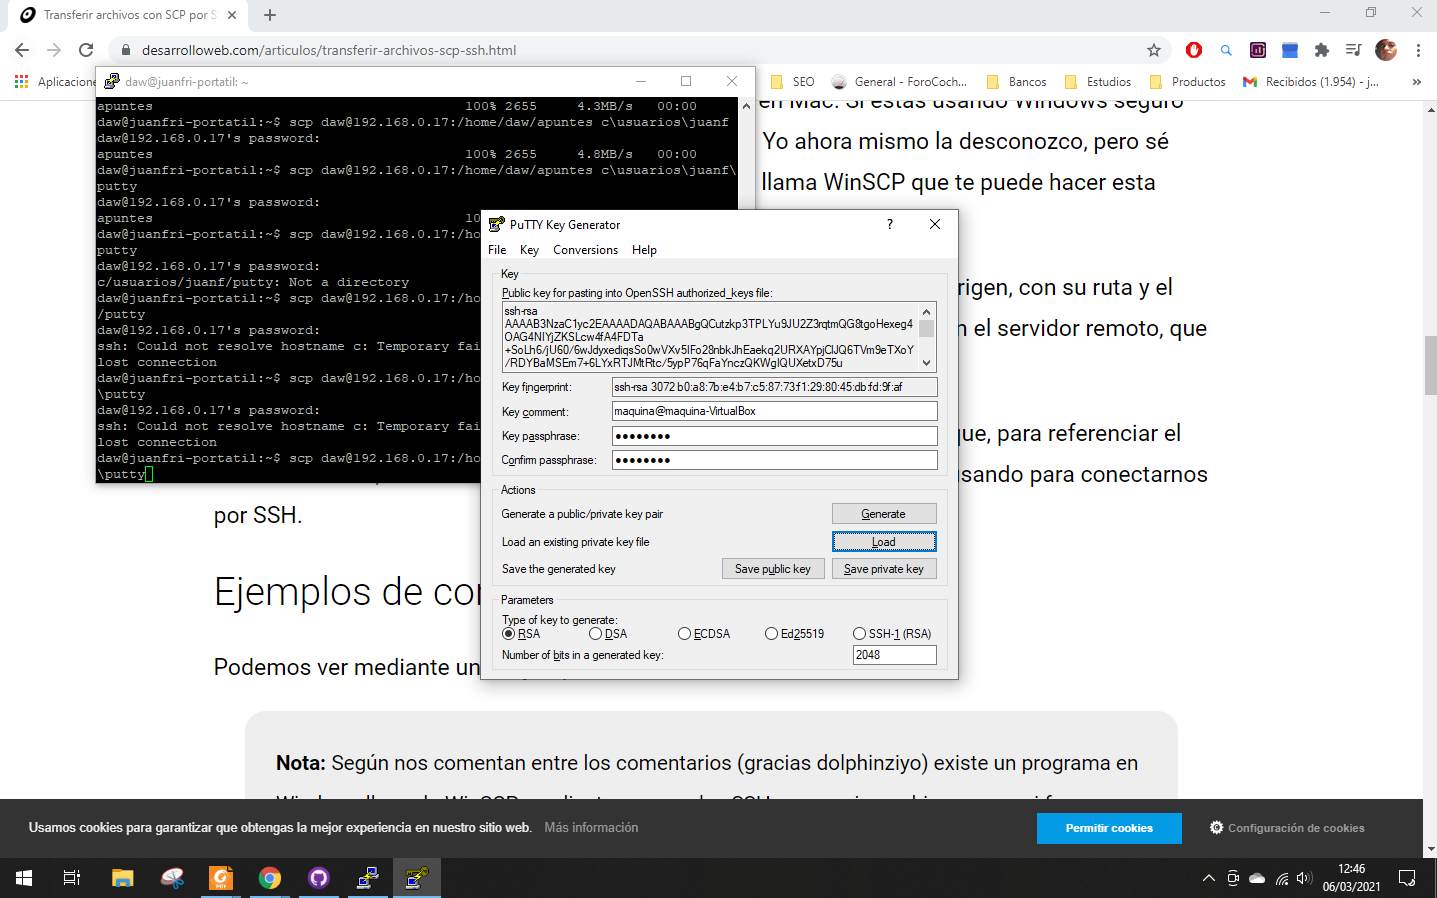 Transferir archivos con SCP por S
desarrolloweb.com/articulos/transferir-archivos-scp-ssh.html
Aplicacione
SEO
General - ForoCoch...
Bancos
Estudios
Productos
Recibidos (1.954) - j...
»
daw@juanfri-portatil: ~
apuntes 100% 2655 4.3MB/s 00:00
daw@juanfri-portatil:~$ scp daw@192.168.0.17:/home/daw/apuntes c\usuarios\juanf
daw@192.168.0.17's password:
apuntes 100% 2655 4.8MB/s 00:00
daw@juanfri-portatil:~$ scp daw@192.168.0.17:/home/daw/apuntes c\usuarios\juanf\
putty
daw@192.168.0.17's password:
apuntes 10
daw@juanfri-portatil:~$ scp daw@192.168.0.17:/ho
putty
daw@192.168.0.17's password:
c/usuarios/juanf/putty: Not a directory
daw@juanfri-portatil:~$ scp daw@192.168.0.17:/ho
/putty
daw@192.168.0.17's password:
ssh: Could not resolve hostname c: Temporary fai
lost connection
daw@juanfri-portatil:~$ scp daw@192.168.0.17:/ho
\putty
daw@192.168.0.17's password:
ssh: Could not resolve hostname c: Temporary fai
lost connection
daw@juanfri-portatil:~$ scp daw@192.168.0.17:/ho
\putty
en Mac. Si estás usando Windows seguro
Yo ahora mismo la desconozco, pero sé
llama WinSCP que te puede hacer esta
rigen, con su ruta y el
n el servidor remoto, que
ue, para referenciar el
sando para conectarnos
por SSH.
Ejemplos de co
Podemos ver mediante un
Nota: Según nos comentan entre los comentarios (gracias dolphinziyo) existe un programa en
PuTTY Key Generator
?
File Key Conversions Help
Key
Public key for pasting into OpenSSH authorized_keys file:
ssh-rsa
AAAAB3NzaC1yc2EAAAADAQABAAABgQCutzkp3TPLYu9JU2Z3rqtmQG8tgoHexeg4
OAG4NIYjZKSLcw4fA4FDTa
+SoLh6/jU60/6wJdyxediqsSo0wVXv5IFo28nbkJhEaekq2URXAYpjClJQ6TVm9eTXoY
/RDYBaMSEm7+6LYxRTJMtRtc/5ypP76qFaYnczQKWgIQUXetxD75u
Key fingerprint: ssh-rsa 3072 b0:a8:7b:e4:b7:c5:87:73:f1:29:80:45:db:fd:9f:af
Key comment: maquina@maquina-VirtualBox
Key passphrase: ••••••••
Confirm passphrase: ••••••••
Actions
Generate a public/private key pair Generate
Load an existing private key file Load
Save the generated key Save public key Save private key
Parameters
Type of key to generate:
RSA DSA ECDSA Ed25519 SSH-1 (RSA)
Number of bits in a generated key: 2048
Usamos cookies para garantizar que obtengas la mejor experiencia en nuestro sitio web. Más información
Permitir cookies
Configuración de cookies
PDF
12:46
06/03/2021